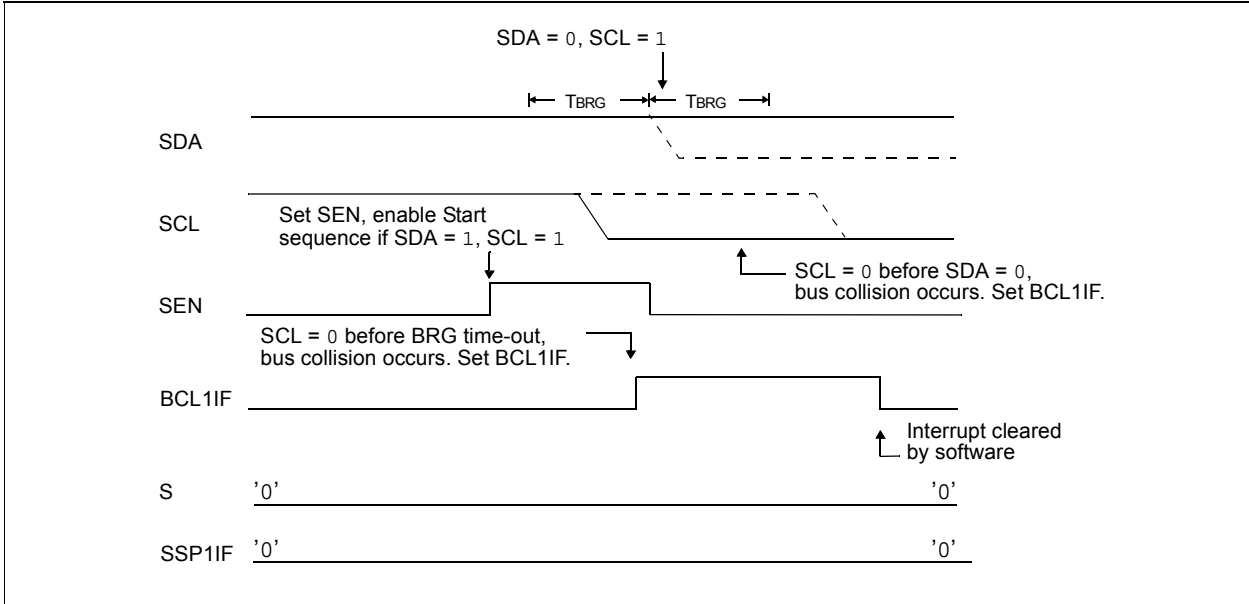 SDA = 0, SCL = 1
TBRG TBRG
SDA
SCL
Set SEN, enable Start
sequence if SDA = 1, SCL = 1
SCL = 0 before SDA = 0,
bus collision occurs. Set BCL1IF.
SEN
SCL = 0 before BRG time-out,
bus collision occurs. Set BCL1IF.
BCL1IF
Interrupt cleared
by software
S '0' '0'
SSP1IF '0' '0'